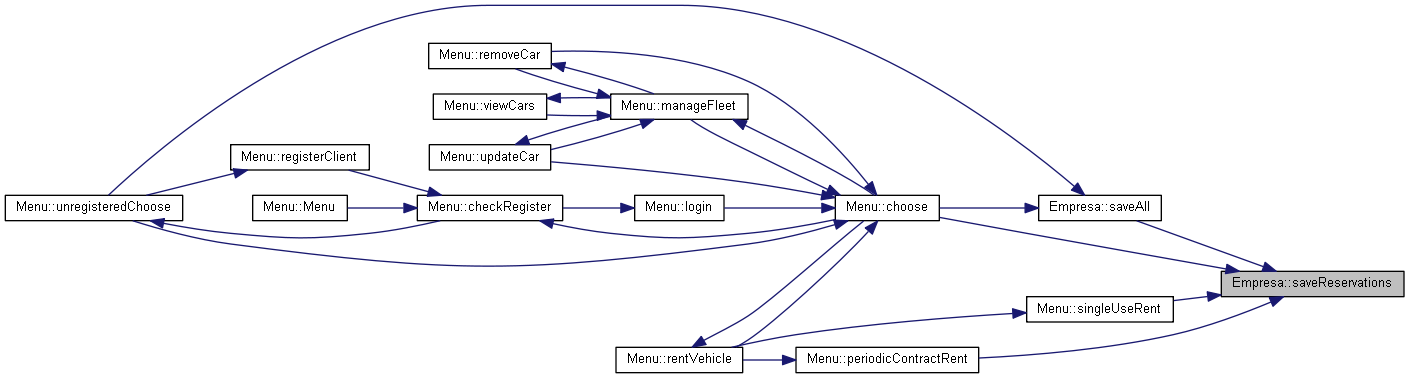 Menu::removeCar
Menu::viewCars
Menu::manageFleet
Menu::registerClient
Menu::updateCar
Menu::unregisteredChoose
Menu::Menu
Menu::checkRegister
Menu::login
Menu::choose
Empresa::saveAll
Empresa::saveReservations
Menu::singleUseRent
Menu::rentVehicle
Menu::periodicContractRent